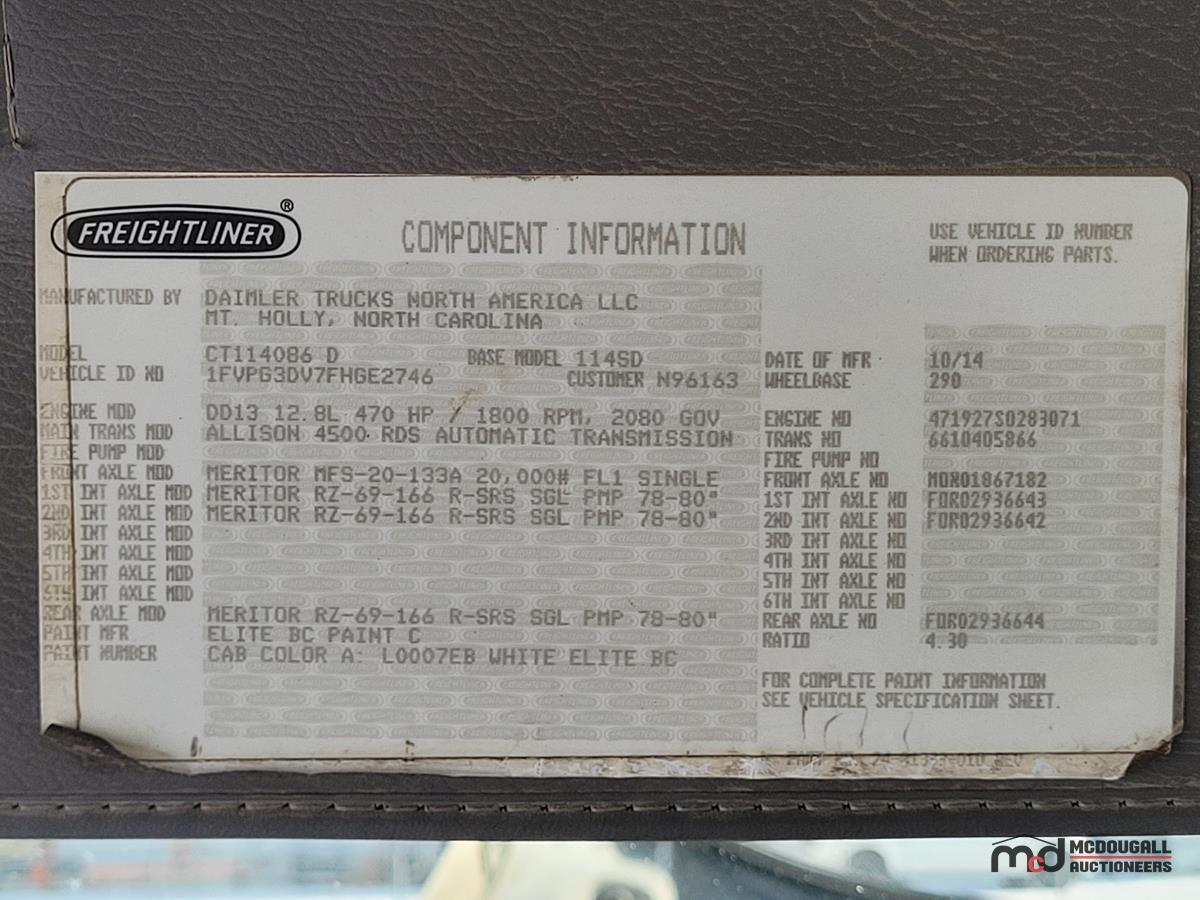 FREIGHTLINER ®
COMPONENT INFORMATION
USE VEHICLE ID NUMBER
WHEN ORDERING PARTS.
MANUFACTURED BY DAIMLER TRUCKS NORTH AMERICA LLC
MT. HOLLY, NORTH CAROLINA
MODEL CT114086 D BASE MODEL 114SD DATE OF MFR 10/14
VEHICLE ID NO 1FVPG3DV7FHGE2746 CUSTOMER N96163 WHEELBASE 290
ENGINE MOD DD13 12.8L 470 HP / 1800 RPM, 2080 GOV ENGINE NO 471927S0283071
MAIN TRANS MOD ALLISON 4500 RDS AUTOMATIC TRANSMISSION TRANS NO 6610405866
FIRE PUMP MOD FIRE PUMP NO
FRONT AXLE MOD MERITOR MFS-20-133A 20,000# FL1 SINGLE FRONT AXLE NO MOR01867182
1ST INT AXLE MOD MERITOR RZ-69-166 R-SRS SGL PMP 78-80" 1ST INT AXLE NO FOR02936643
2ND INT AXLE MOD MERITOR RZ-69-166 R-SRS SGL PMP 78-80" 2ND INT AXLE NO FOR02936642
3RD INT AXLE MOD 3RD INT AXLE NO
4TH INT AXLE MOD 4TH INT AXLE NO
5TH INT AXLE MOD 5TH INT AXLE NO
6TH INT AXLE MOD 6TH INT AXLE NO
REAR AXLE MOD MERITOR RZ-69-166 R-SRS SGL PMP 78-80" REAR AXLE NO FOR02936644
PAINT MFR ELITE BC PAINT C RATIO 4.30
PAINT NUMBER CAB COLOR A: L0007EB WHITE ELITE BC
FOR COMPLETE PAINT INFORMATION
SEE VEHICLE SPECIFICATION SHEET.
mcd MCDOUGALL
AUCTIONEERS